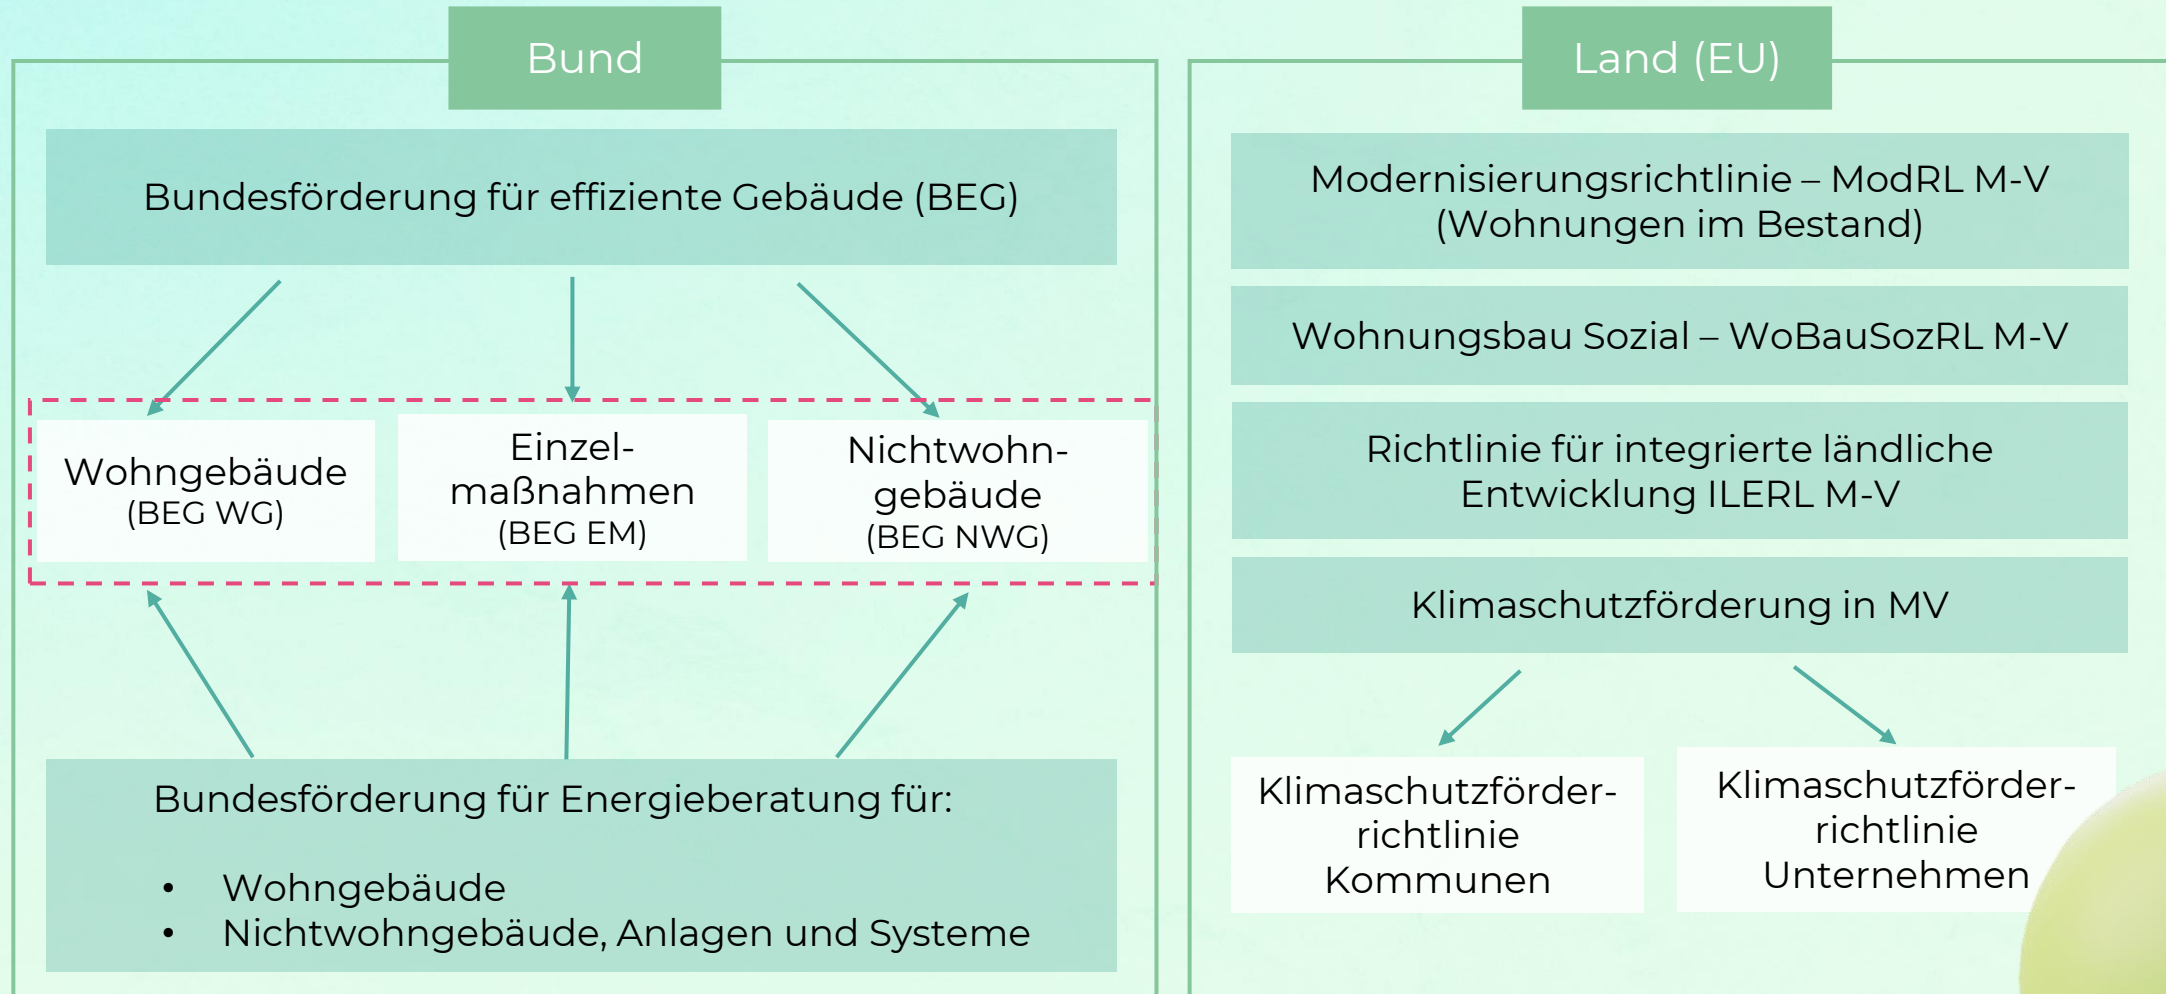 Bund
Bundesförderung für effiziente Gebäude (BEG)
Wohngebäude
(BEG WG)
Einzel-
maßnahmen
(BEG EM)
Nichtwohn-
gebäude
(BEG NWG)
Bundesförderung für Energieberatung für:
• Wohngebäude
• Nichtwohngebäude, Anlagen und Systeme
Land (EU)
Modernisierungsrichtlinie – ModRL M-V
(Wohnungen im Bestand)
Wohnungsbau Sozial – WoBauSozRL M-V
Richtlinie für integrierte ländliche
Entwicklung ILERL M-V
Klimaschutzförderung in MV
Klimaschutzförder-
richtlinie
Kommunen
Klimaschutzförder-
richtlinie
Unternehmen